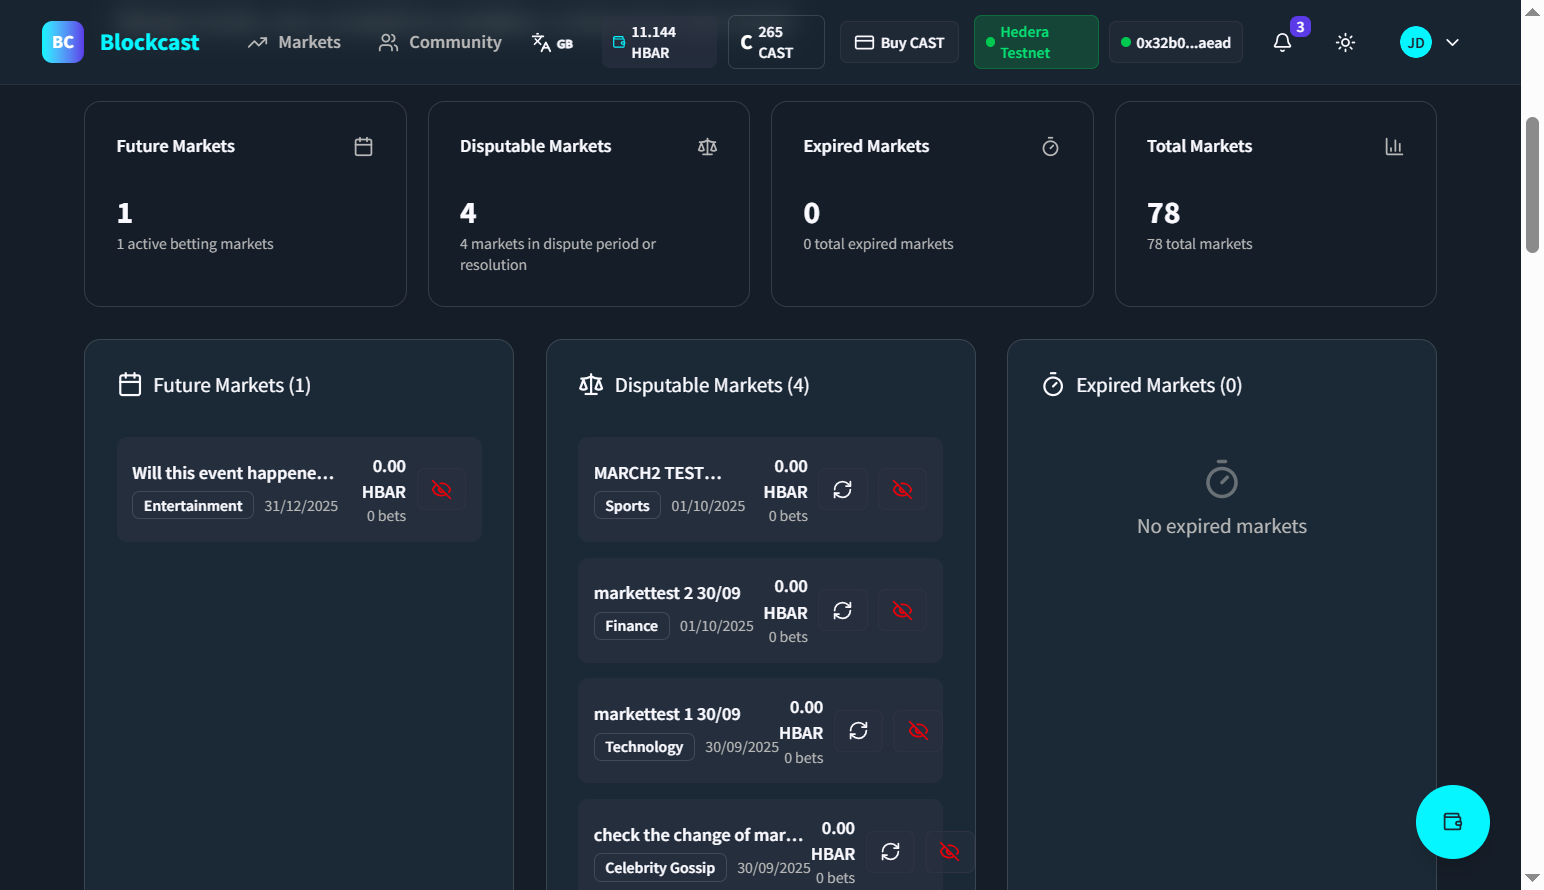 BC Blockcast Markets Community GB 11.144 HBAR C 265 CAST Buy CAST Hedera Testnet 0x32b0...aead 3 JD
Future Markets
1
1 active betting markets
Disputable Markets
4
4 markets in dispute period or
resolution
Expired Markets
0
0 total expired markets
Total Markets
78
78 total markets
Future Markets (1)
Will this event happene...
Entertainment 31/12/2025
0.00
HBAR
0 bets
Disputable Markets (4)
MARCH2 TEST...
Sports 01/10/2025
0.00
HBAR
0 bets
markettest 2 30/09
Finance 01/10/2025
0.00
HBAR
0 bets
markettest 1 30/09
Technology 30/09/2025
0.00
HBAR
0 bets
check the change of mar...
Celebrity Gossip 30/09/2025
0.00
HBAR
0 bets
Expired Markets (0)
No expired markets